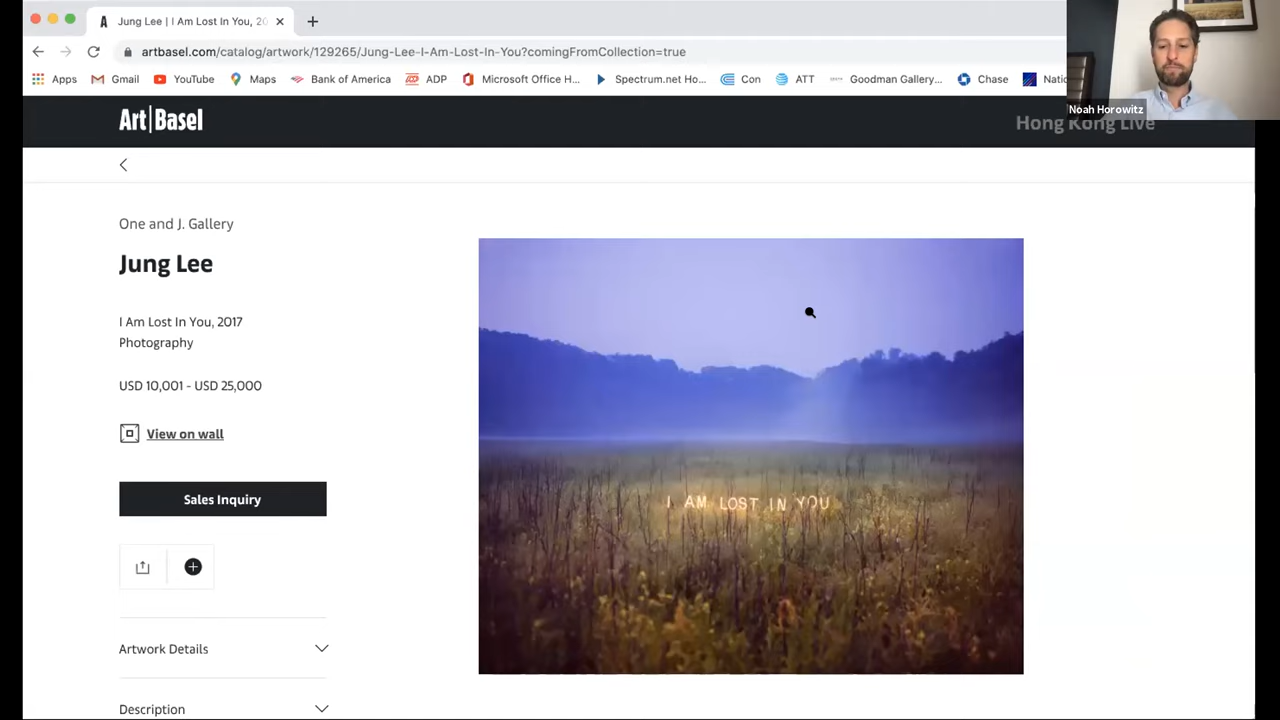 Jung Lee | I Am Lost In You, 20
artbasel.com/catalog/artwork/129265/Jung-Lee-I-Am-Lost-In-You?comingFromCollection=true
Apps Gmail YouTube Maps Bank of America ADP Microsoft Office H... Spectrum.net Ho... Con ATT Goodman Gallery... Chase Natio
Noah Horowitz
Art|Basel
Hong Kong Live
One and J. Gallery
Jung Lee
I Am Lost In You, 2017
Photography
USD 10,001 - USD 25,000
View on wall
Sales Inquiry
I AM LOST IN YOU
Artwork Details
Description